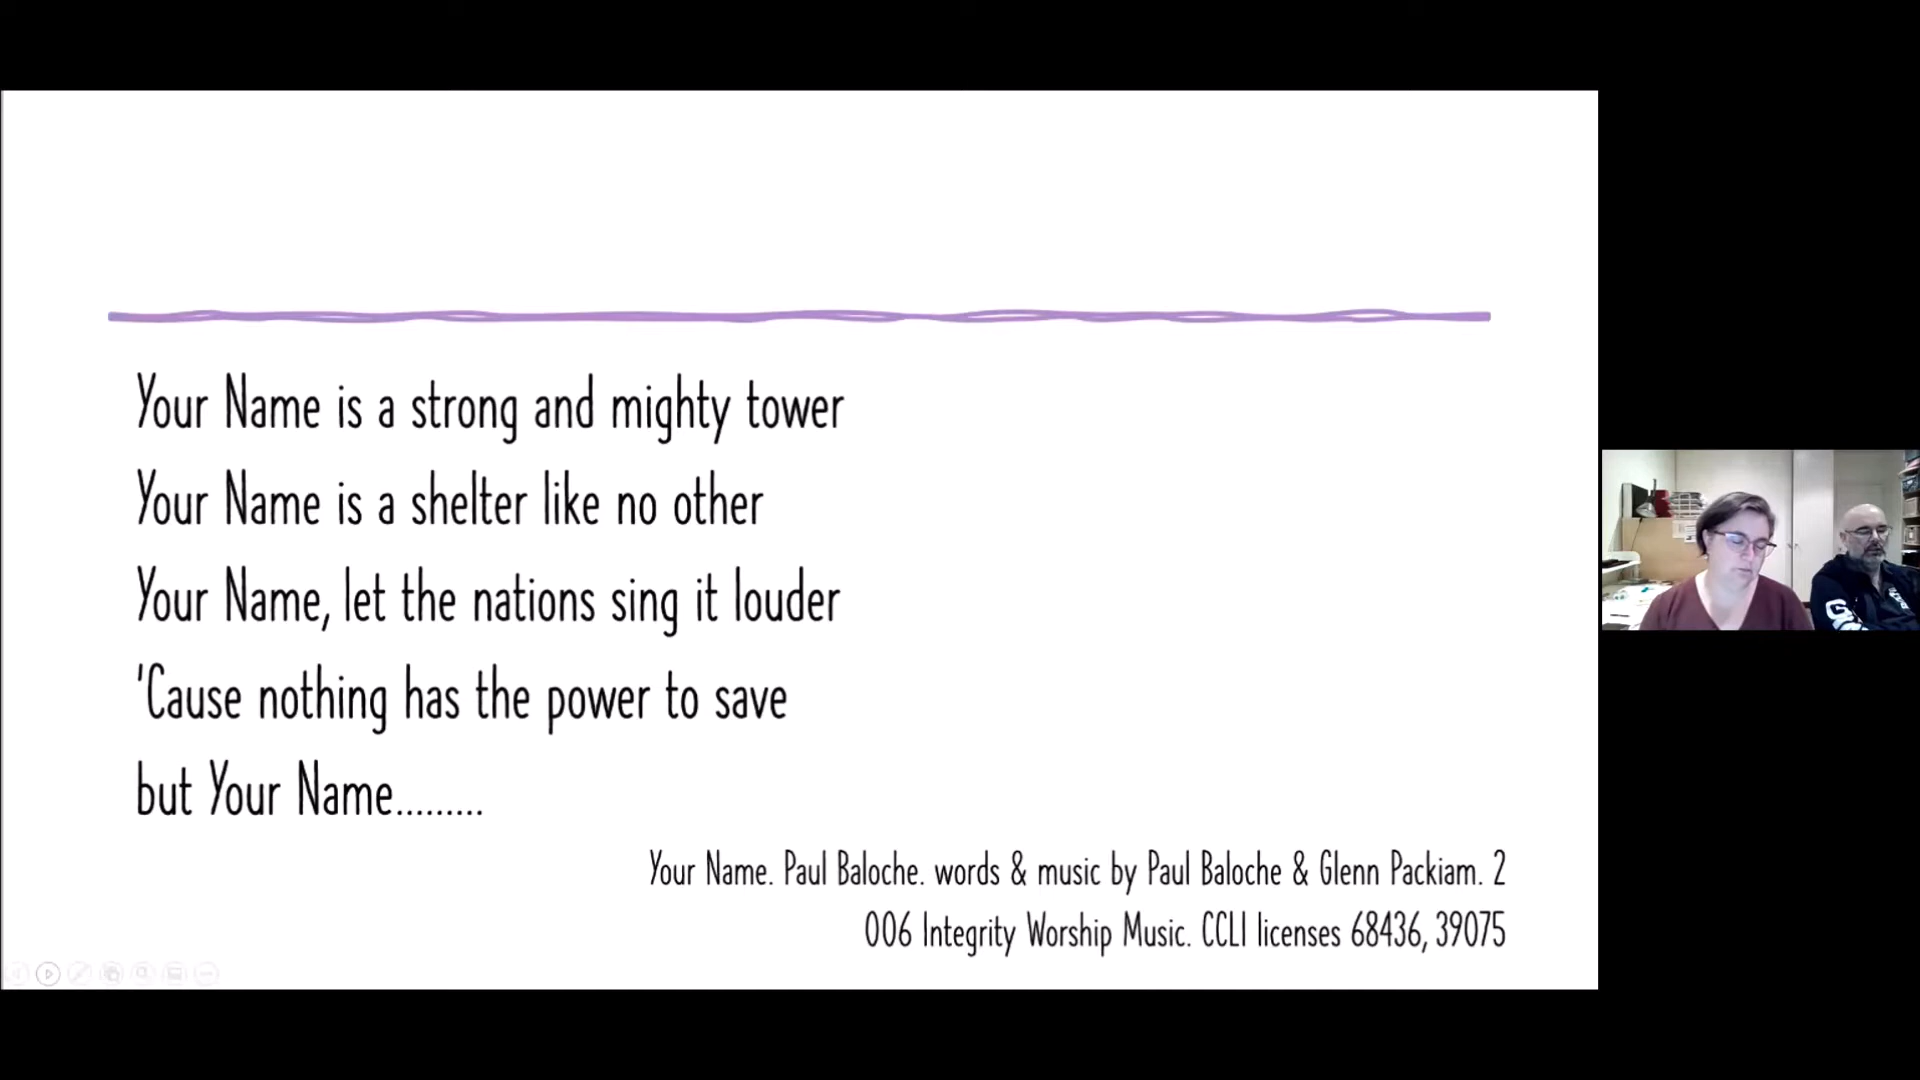 Your Name is a strong and mighty tower
Your Name is a shelter like no other
Your Name, let the nations sing it louder
'Cause nothing has the power to save
but Your Name.........
Your Name. Paul Baloche. words & music by Paul Baloche & Glenn Packiam. 2
006 Integrity Worship Music. CCLI licenses 68436, 39075